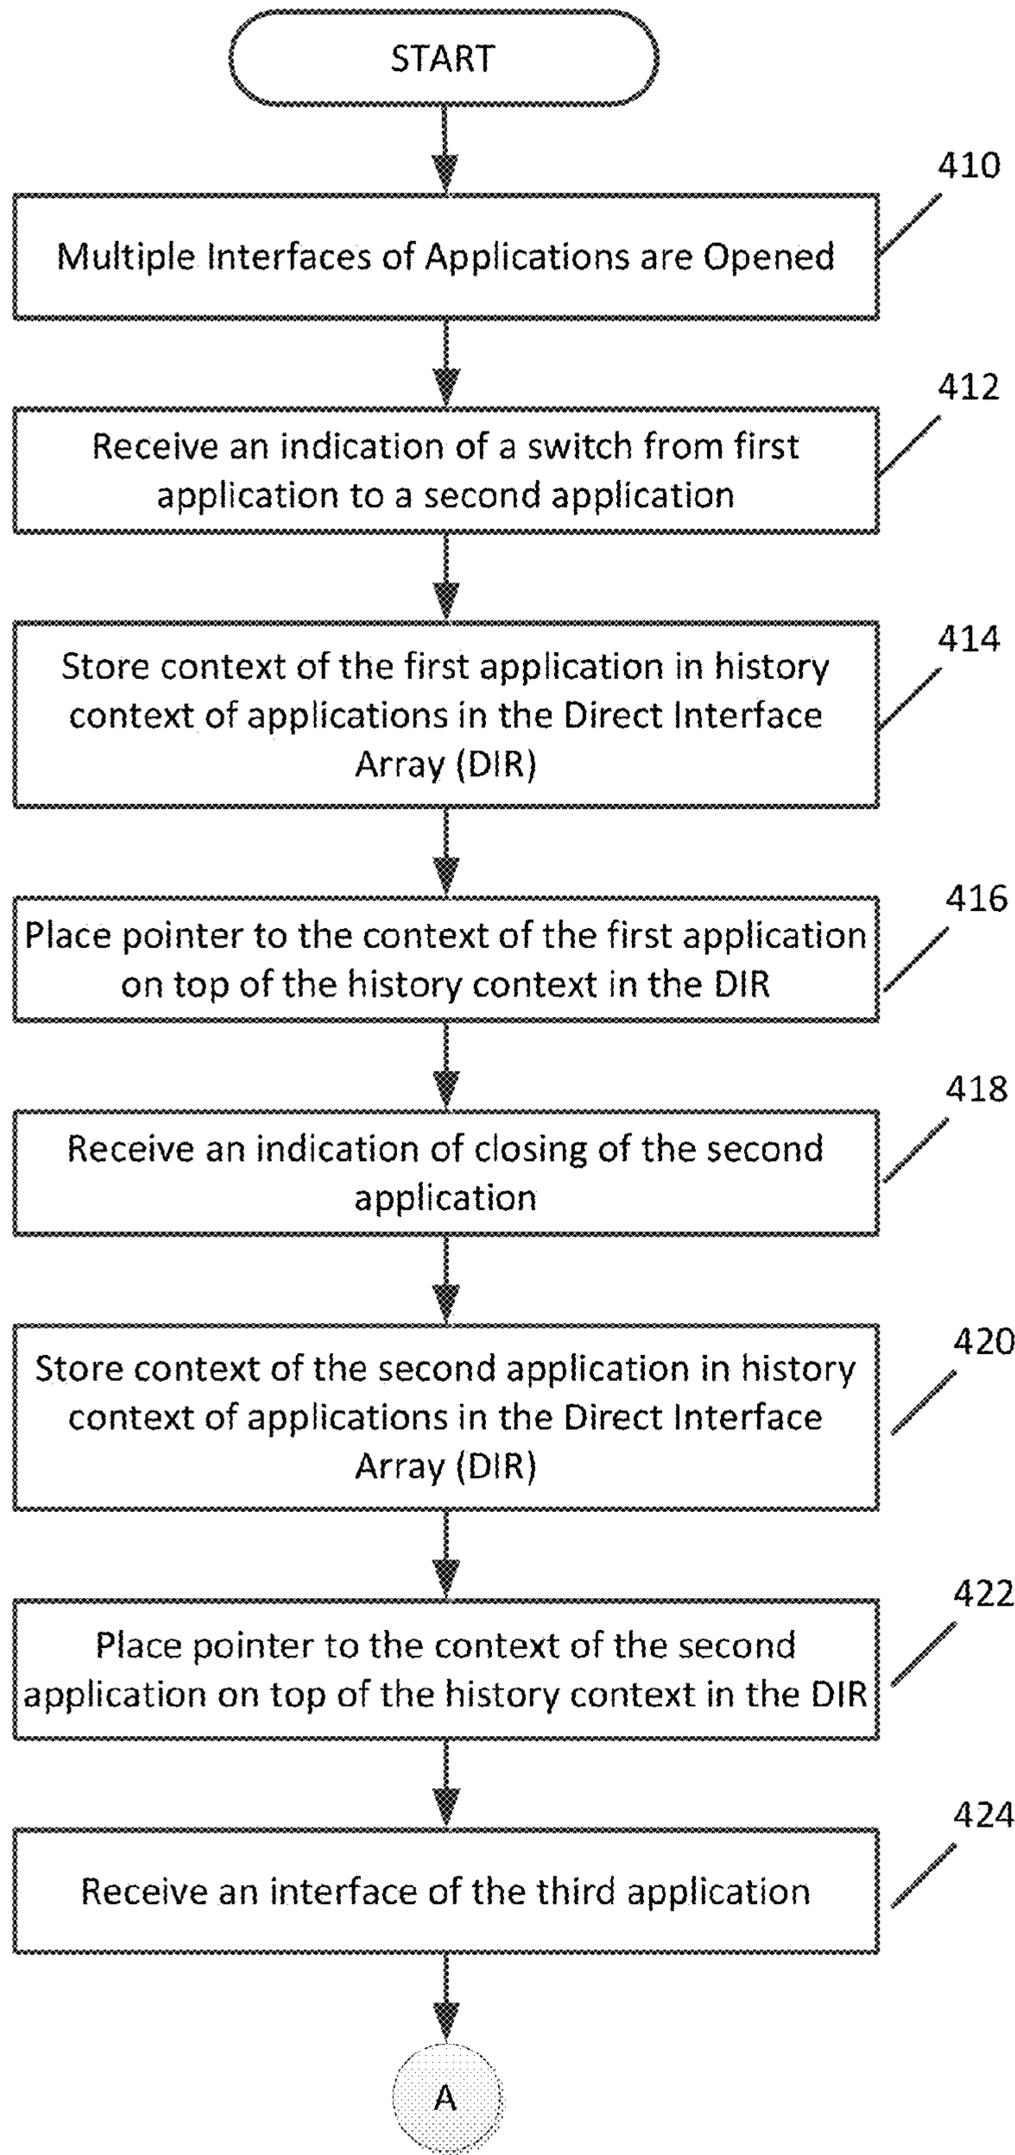 START
410
Multiple Interfaces of Applications are Opened
412
Receive an indication of a switch from first
application to a second application
414
Store context of the first application in history
context of applications in the Direct Interface
Array (DIR)
416
Place pointer to the context of the first application
on top of the history context in the DIR
418
Receive an indication of closing of the second
application
420
Store context of the second application in history
context of applications in the Direct Interface
Array (DIR)
422
Place pointer to the context of the second
application on top of the history context in the DIR
424
Receive an interface of the third application
A